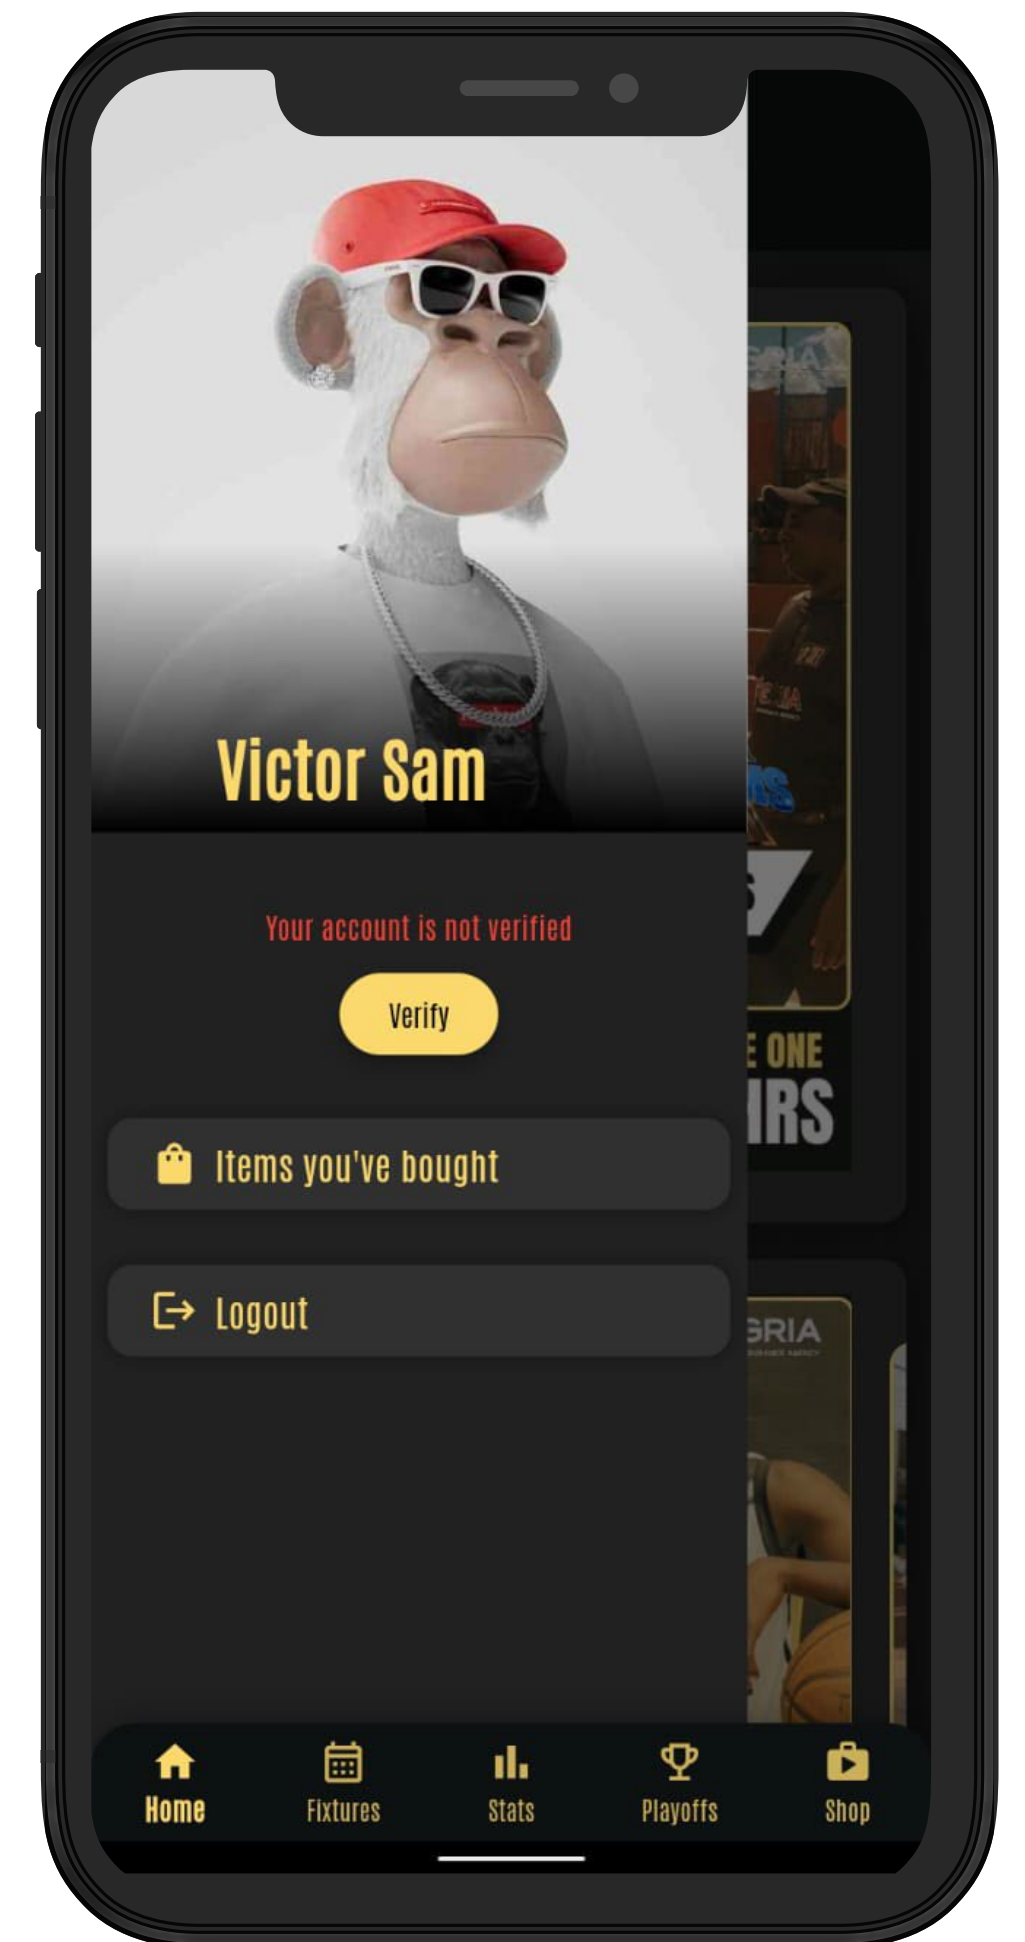 Victor Sam
Your account is not verified
Verify
Items you've bought
Logout
E ONE
HRS
GRIA
Home
Fixtures
Stats
Playoffs
Shop